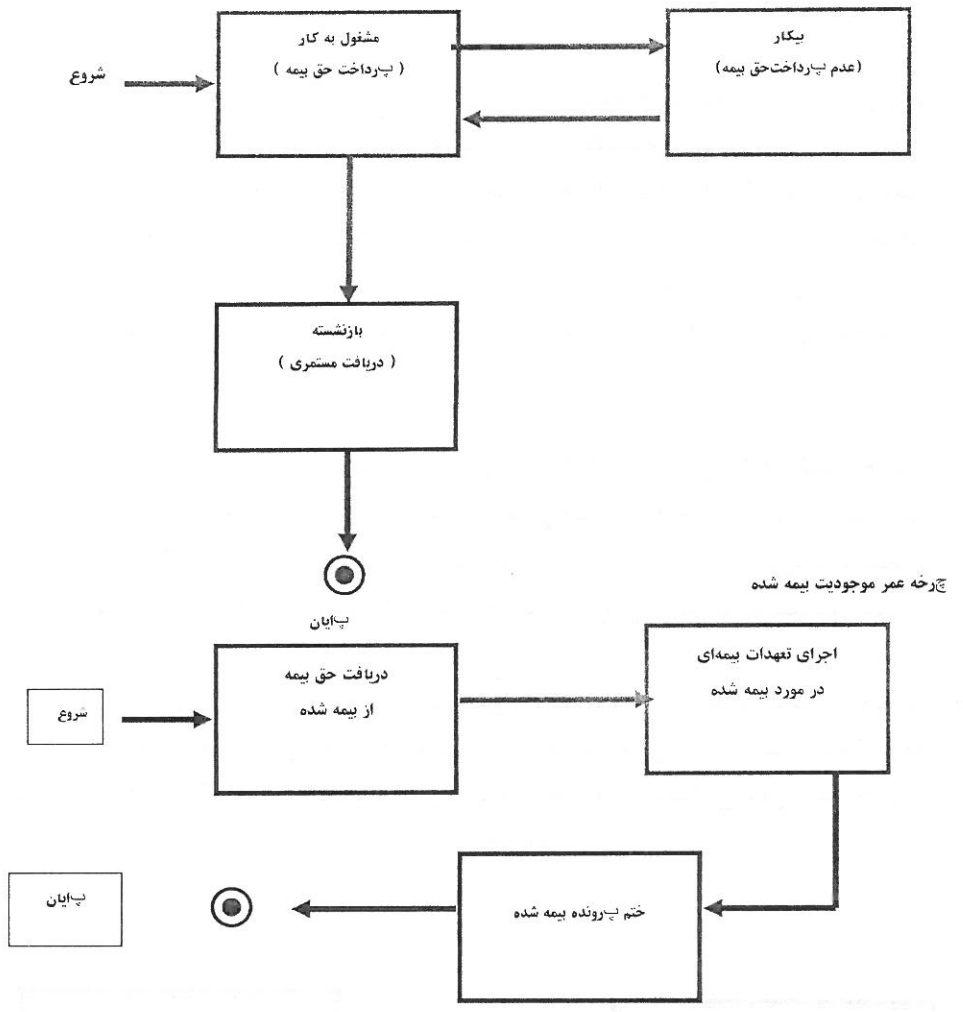 شروع
مشغول به کار
( پرداخت حق بیمه )
بیکار
(عدم پرداخت‌حق بیمه)
بازنشسته
( دریافت مستمری )
پایان
چرخه عمر موجودیت بیمه شده
شروع
دریافت حق بیمه
از بیمه شده
اجرای تعهدات بیمه‌ای
در مورد بیمه شده
ختم پرونده بیمه شده
پایان